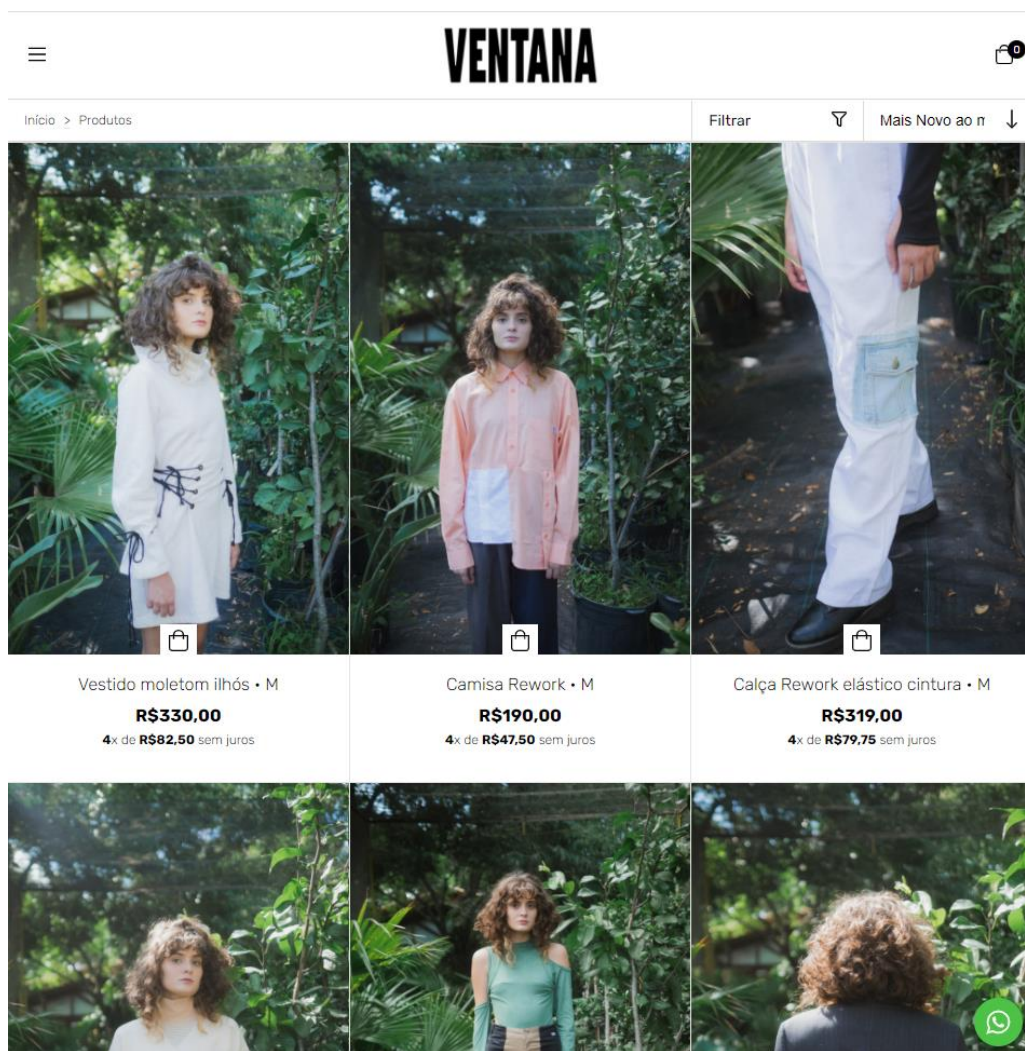 VENTANA
0
Início > Produtos
Filtrar
Mais Novo ao m
Vestido moletom ilhós • M
R$330,00
4x de R$82,50 sem juros
Camisa Rework • M
R$190,00
4x de R$47,50 sem juros
Calça Rework elástico cintura • M
R$319,00
4x de R$79,75 sem juros